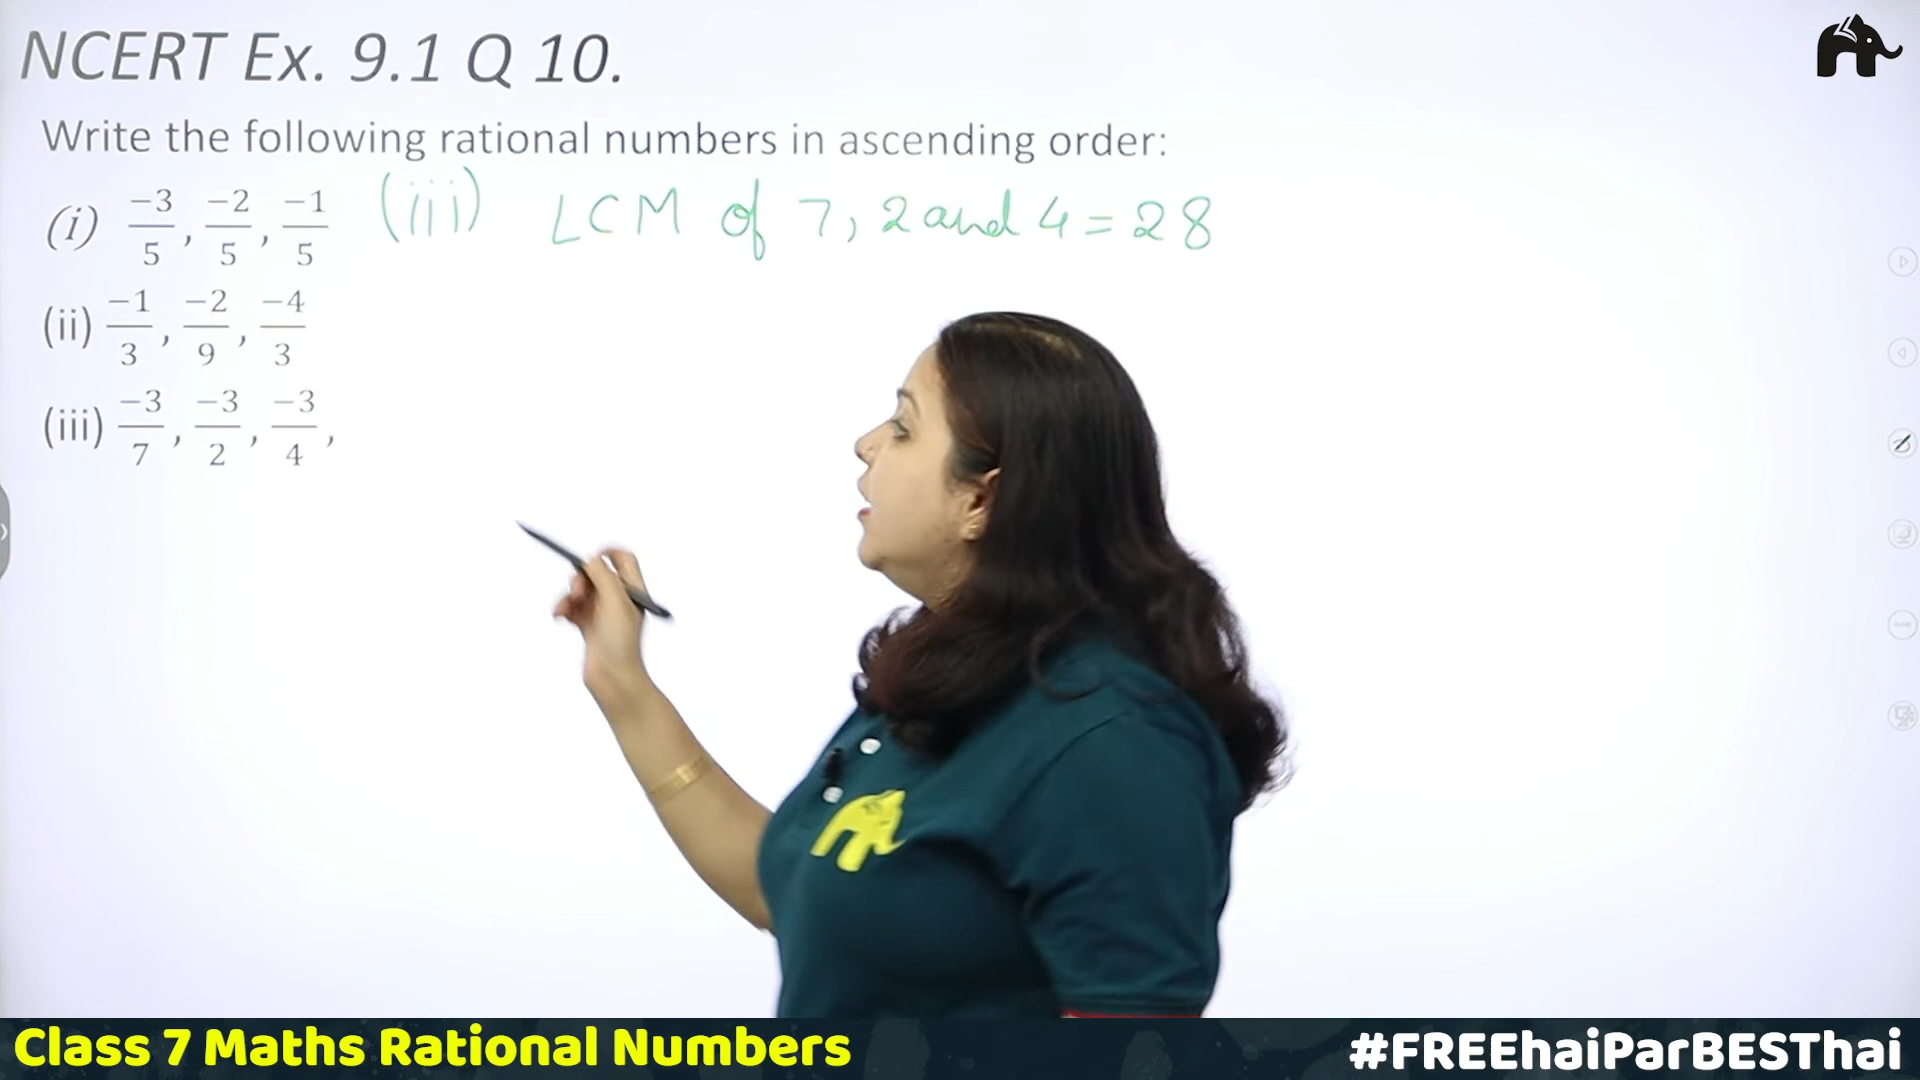 NCERT Ex. 9.1 Q 10.
Write the following rational numbers in ascending order:
(i) −3/5, −2/5, −1/5
(iii) LCM of 7, 2 and 4 = 28
(ii) −1/3, −2/9, −4/3
(iii) −3/7, −3/2, −3/4,
Class 7 Maths Rational Numbers
#FREEhaiParBESThai